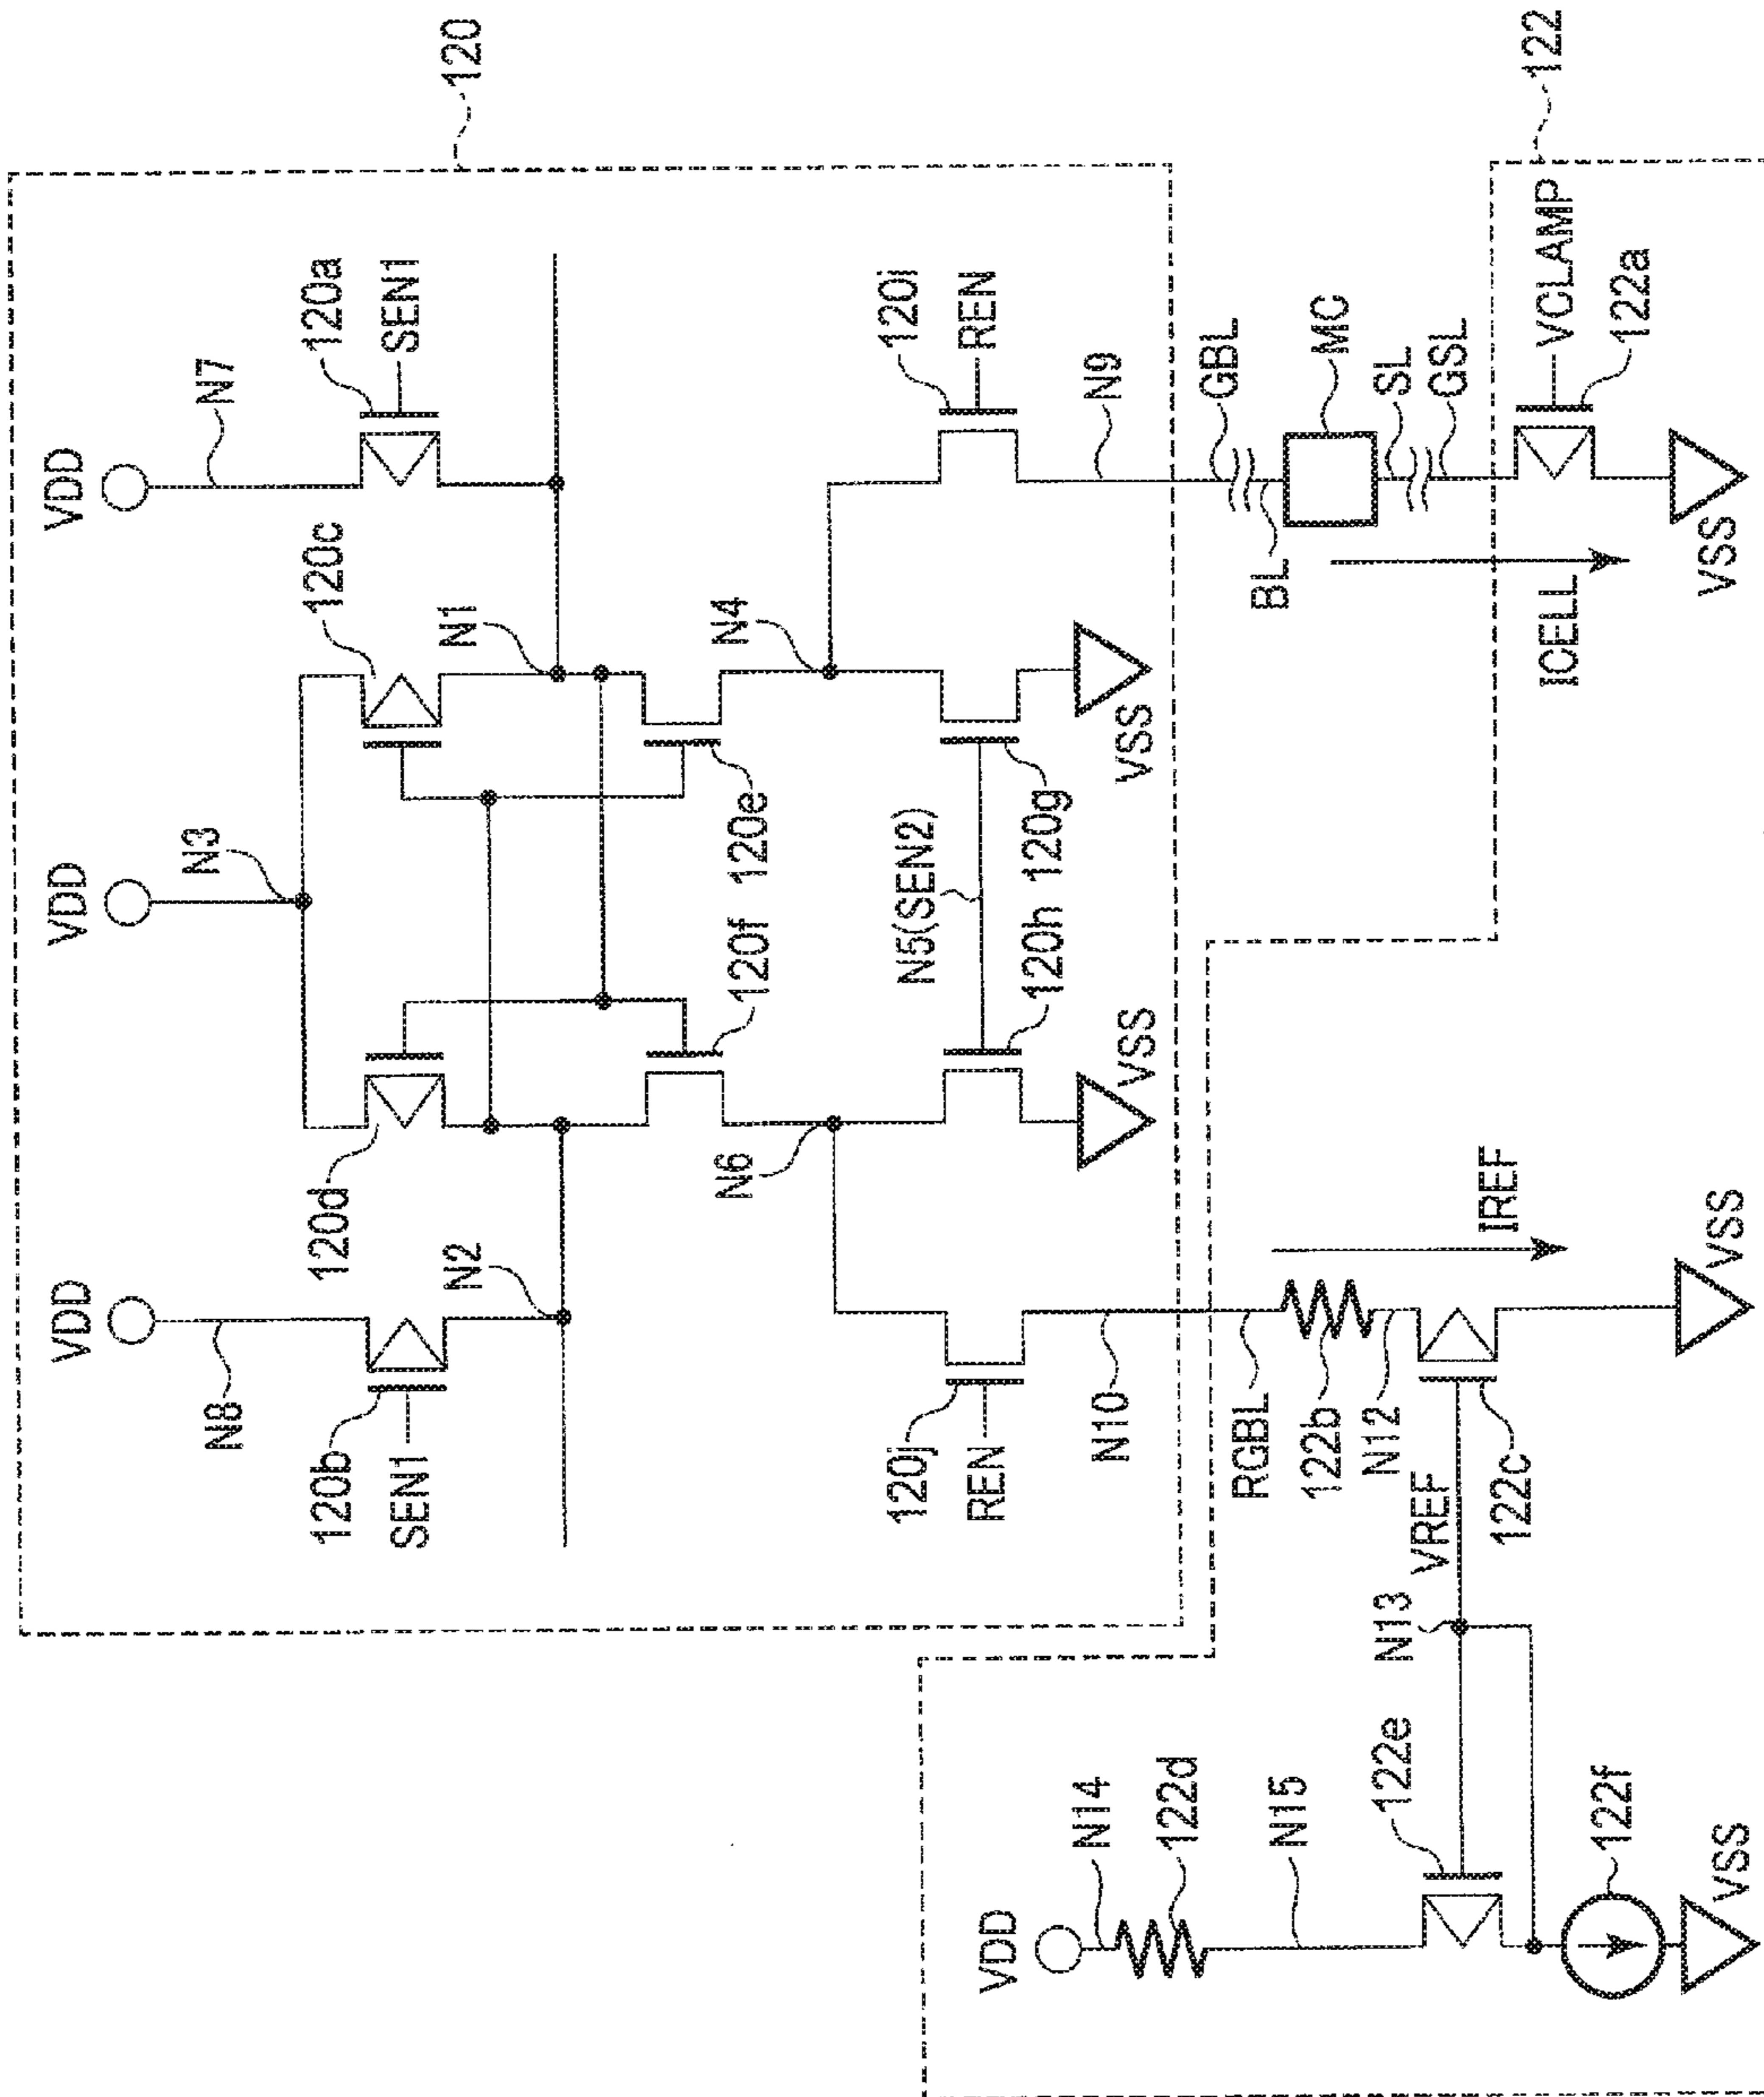 VDD
VDD
VDD
N8
N3
N7
120b
120d
120c
120a
SEN1
SEN1
N2
N1
120
N6
N4
120f
120e
120j
N5(SEN2)
120i
REN
REN
120h
120g
VDD
N14
N10
N9
VSS
VSS
122d
RGBL
GBL
BL
N15
122b
MC
122e
N13
N12
SL
VREF
GSL
IREF
122c
ICELL
VCLAMP
122
122f
122a
VSS
VSS
VSS